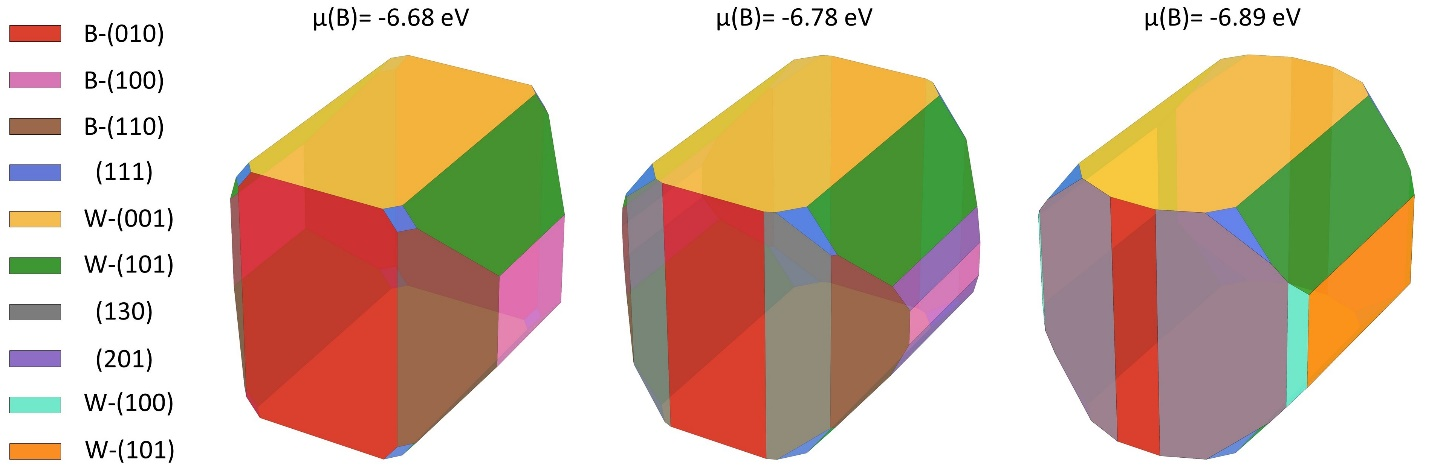 μ(B)= -6.68 eV
μ(B)= -6.78 eV
μ(B)= -6.89 eV
B-(010)
B-(100)
B-(110)
(111)
W-(001)
W-(101)
(130)
(201)
W-(100)
W-(101)